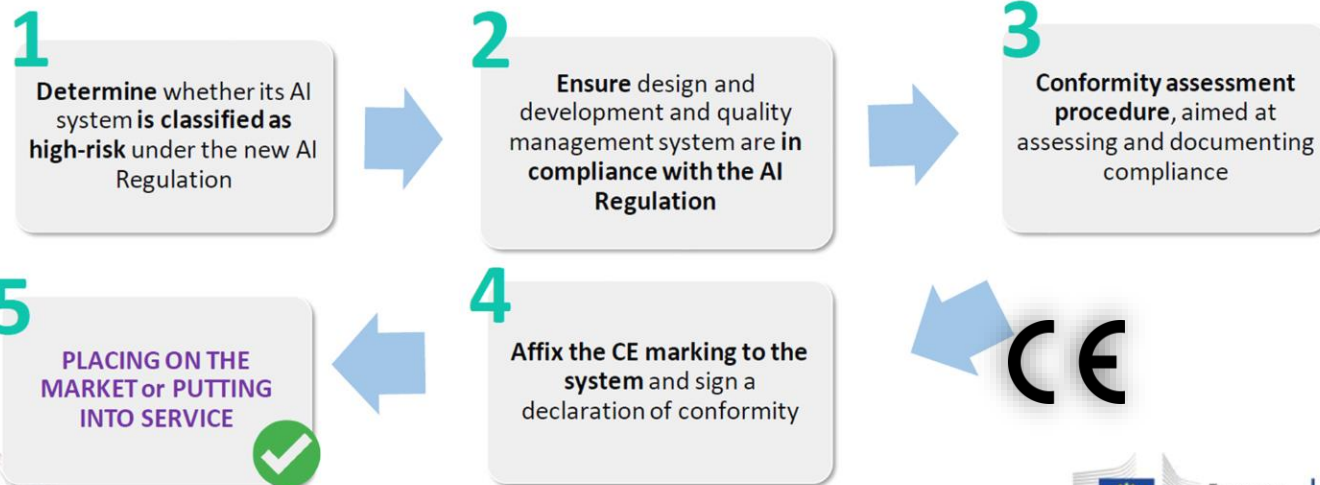 1
Determine whether its AI
system is classified as
high-risk under the new AI
Regulation
2
Ensure design and
development and quality
management system are in
compliance with the AI
Regulation
3
Conformity assessment
procedure, aimed at
assessing and documenting
compliance
4
Affix the CE marking to the
system and sign a
declaration of conformity
CE
5
PLACING ON THE
MARKET or PUTTING
INTO SERVICE